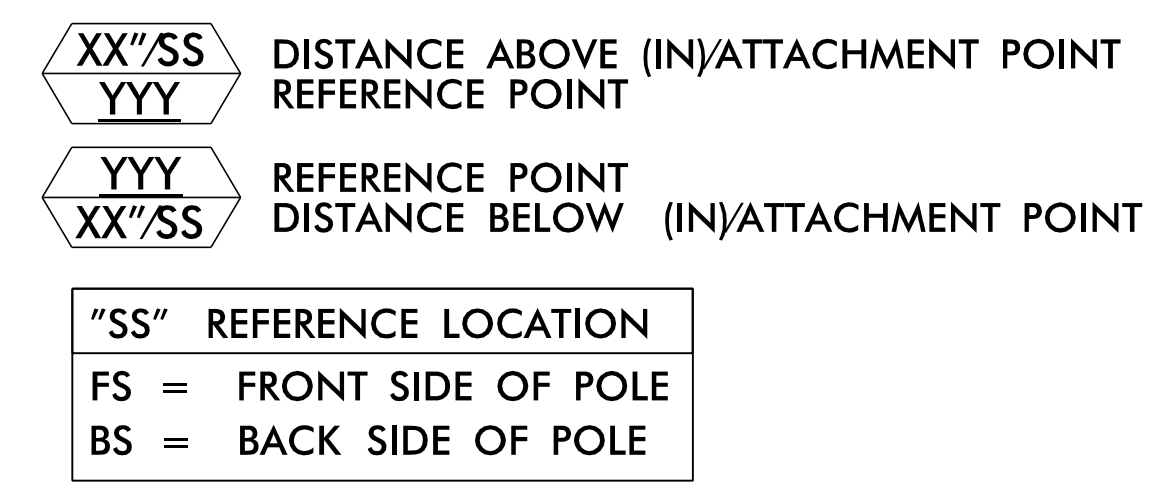 XX"/SS DISTANCE ABOVE (IN)/ATTACHMENT POINT
YYY REFERENCE POINT
YYY REFERENCE POINT
XX"/SS DISTANCE BELOW (IN)/ATTACHMENT POINT
"SS" REFERENCE LOCATION
FS = FRONT SIDE OF POLE
BS = BACK SIDE OF POLE